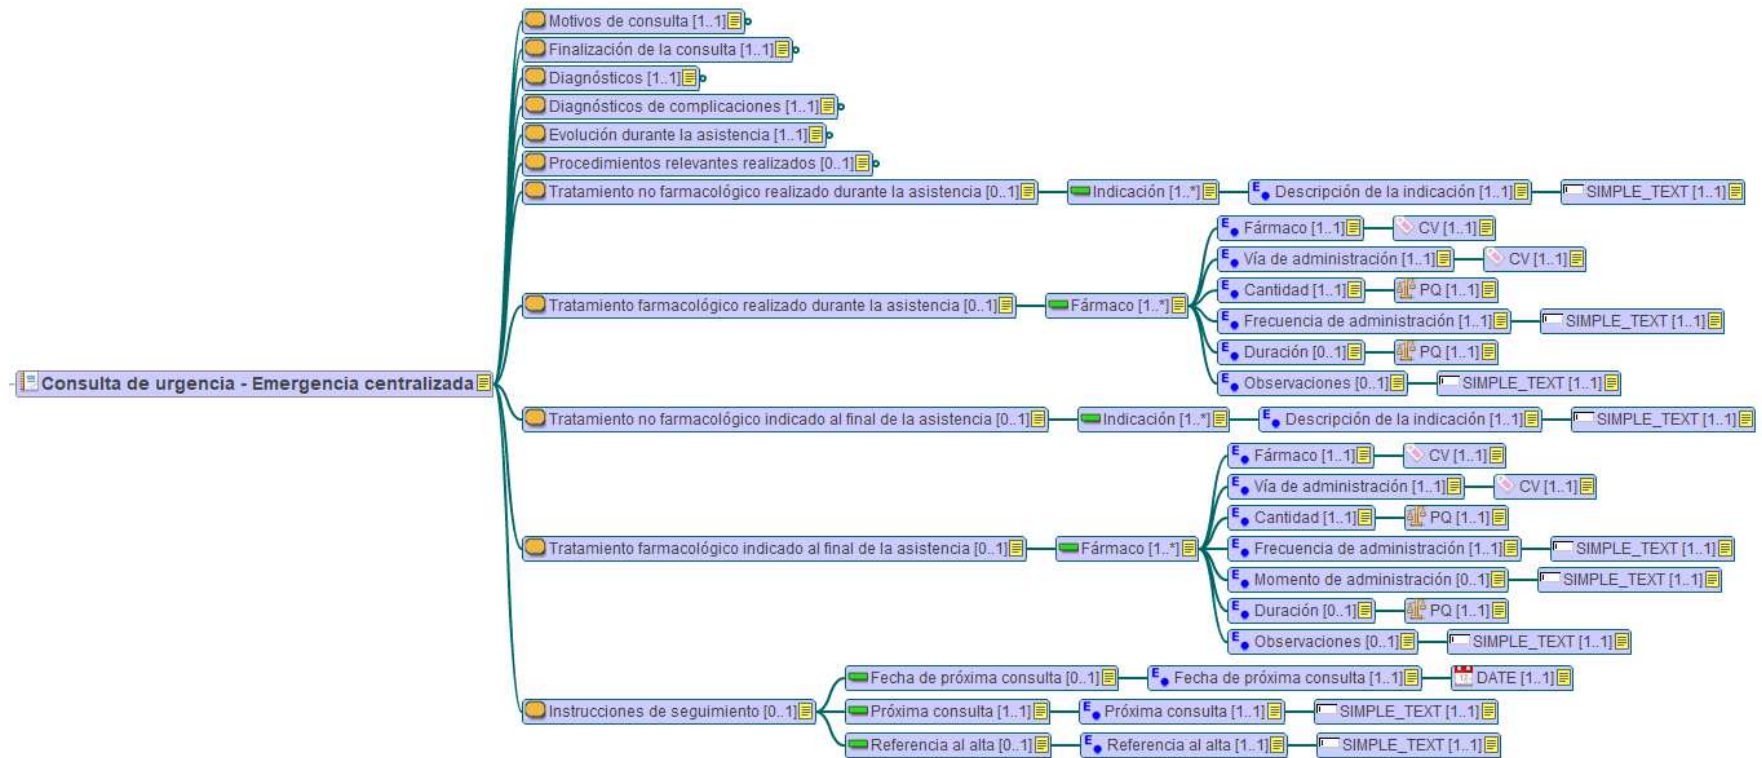 Motivos de consulta [1..1]
Finalización de la consulta [1..1]
Diagnósticos [1..1]
Diagnósticos de complicaciones [1..1]
Evolución durante la asistencia [1..1]
Procedimientos relevantes realizados [0..1]
Tratamiento no farmacológico realizado durante la asistencia [0..1] Indicación [1..*] E Descripción de la indicación [1..1] SIMPLE_TEXT [1..1]
E Fármaco [1..1] CV [1..1]
E Vía de administración [1..1] CV [1..1]
E Cantidad [1..1] PQ [1..1]
Tratamiento farmacológico realizado durante la asistencia [0..1] Fármaco [1..*]
E Frecuencia de administración [1..1] SIMPLE_TEXT [1..1]
E Duración [0..1] PQ [1..1]
E Observaciones [0..1] SIMPLE_TEXT [1..1]
Consulta de urgencia - Emergencia centralizada
Tratamiento no farmacológico indicado al final de la asistencia [0..1] Indicación [1..*] E Descripción de la indicación [1..1] SIMPLE_TEXT [1..1]
E Fármaco [1..1] CV [1..1]
E Vía de administración [1..1] CV [1..1]
E Cantidad [1..1] PQ [1..1]
Tratamiento farmacológico indicado al final de la asistencia [0..1] Fármaco [1..*] E Frecuencia de administración [1..1] SIMPLE_TEXT [1..1]
E Momento de administración [0..1] SIMPLE_TEXT [1..1]
E Duración [0..1] PQ [1..1]
E Observaciones [0..1] SIMPLE_TEXT [1..1]
Fecha de próxima consulta [0..1] E Fecha de próxima consulta [1..1] DATE [1..1]
Instrucciones de seguimiento [0..1] Próxima consulta [1..1] E Próxima consulta [1..1] SIMPLE_TEXT [1..1]
Referencia al alta [0..1] E Referencia al alta [1..1] SIMPLE_TEXT [1..1]